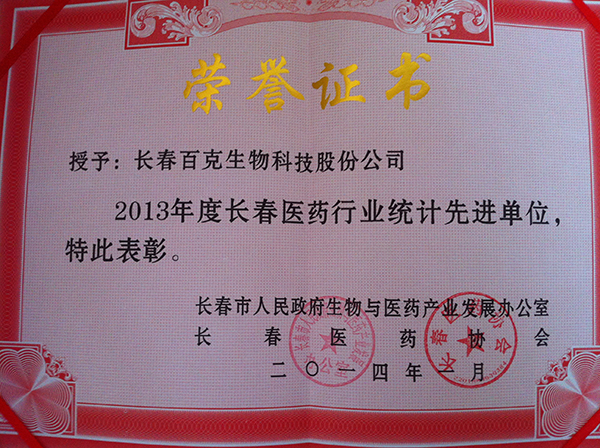 荣誉证书
授予：长春百克生物科技股份公司
2013年度长春医药行业统计先进单位，
特此表彰。
长春市人民政府生物与医药产业发展办公室
长春医药协会
二〇一四年一月